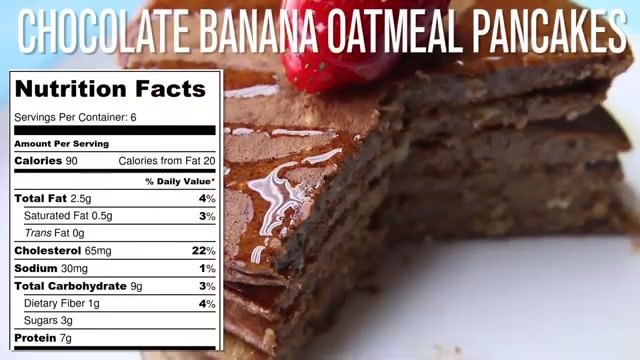 CHOCOLATE BANANA OATMEAL PANCAKES
Nutrition Facts
Servings Per Container: 6
Amount Per Serving
Calories 90 Calories from Fat 20
% Daily Value*
Total Fat 2.5g 4%
Saturated Fat 0.5g 3%
Trans Fat 0g
Cholesterol 65mg 22%
Sodium 30mg 1%
Total Carbohydrate 9g 3%
Dietary Fiber 1g 4%
Sugars 3g
Protein 7g